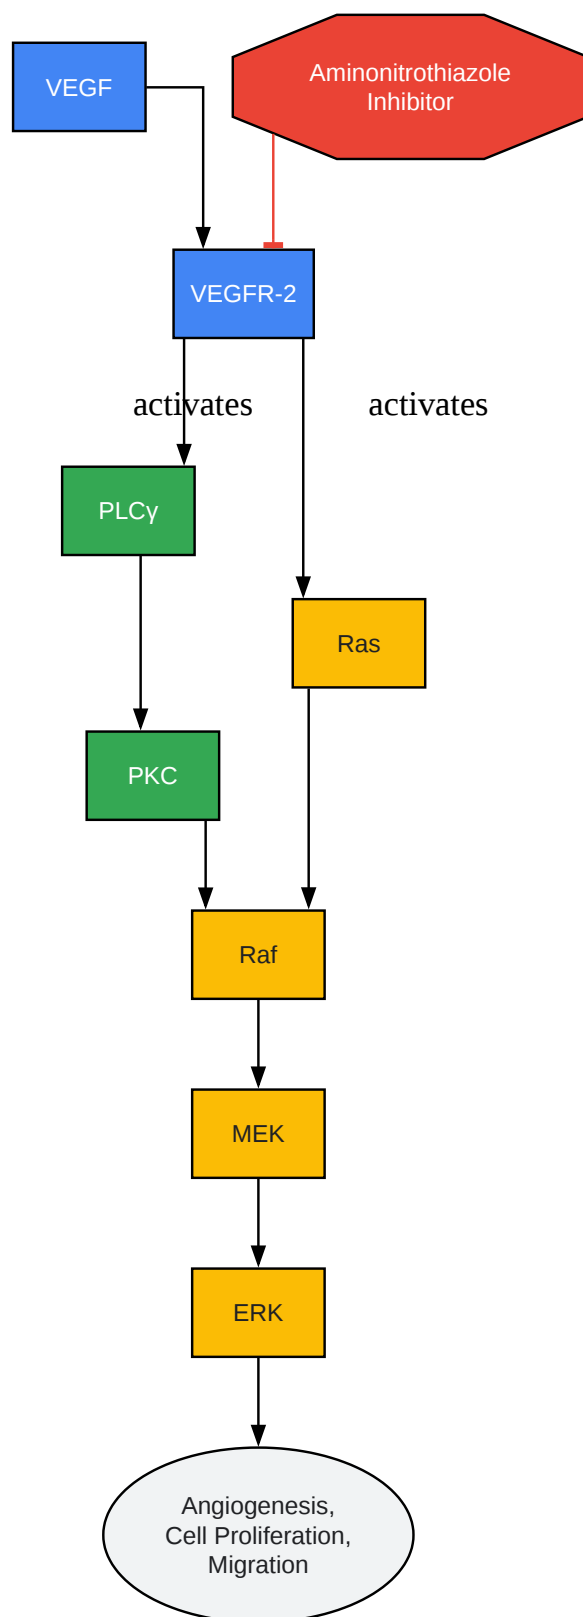 VEGF
Aminonitrothiazole
Inhibitor
VEGFR-2
activates
activates
PLCγ
Ras
PKC
Raf
MEK
ERK
Angiogenesis,
Cell Proliferation,
Migration